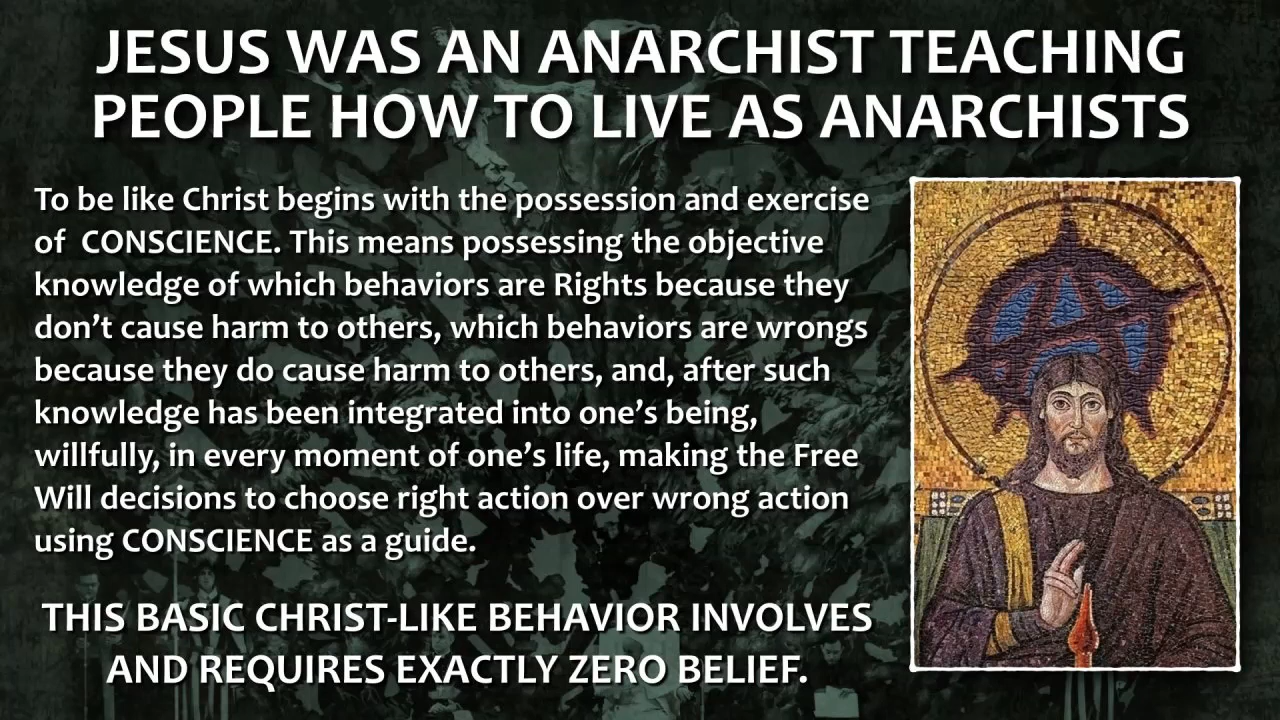 JESUS WAS AN ANARCHIST TEACHING
PEOPLE HOW TO LIVE AS ANARCHISTS
To be like Christ begins with the possession and exercise
of  CONSCIENCE. This means possessing the objective
knowledge of which behaviors are Rights because they
don’t cause harm to others, which behaviors are wrongs
because they do cause harm to others, and, after such
knowledge has been integrated into one’s being,
willfully, in every moment of one’s life, making the Free
Will decisions to choose right action over wrong action
using CONSCIENCE as a guide.
THIS BASIC CHRIST-LIKE BEHAVIOR INVOLVES
AND REQUIRES EXACTLY ZERO BELIEF.